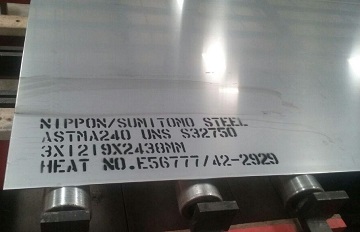 NIPPON/SUMITOMO STEEL
ASTMA240 UNS S32750
3X1219X2438MM
HEAT NO.E56777/42-2929